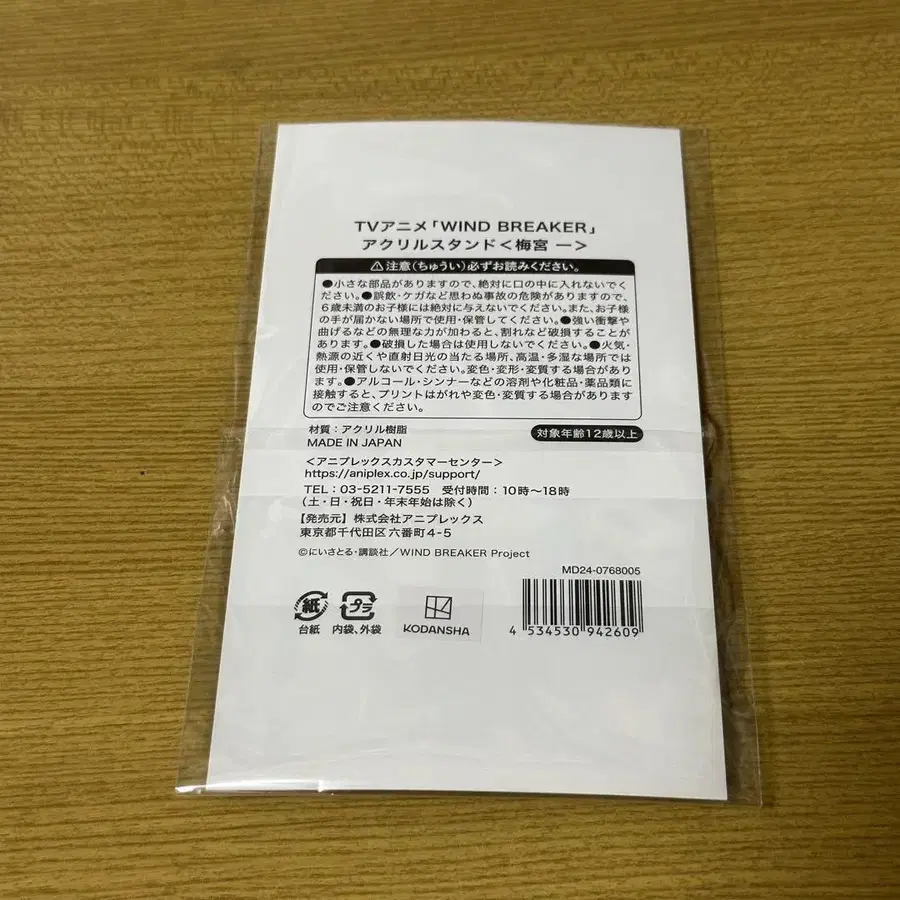 TVアニメ「WIND BREAKER」
アクリルスタンド＜梅宮 一＞
⚠注意（ちゅうい）必ずお読みください。
●小さな部品がありますので、絶対に口の中に入れないでく
ださい。●誤飲・ケガなど思わぬ事故の危険がありますので、
6歳未満のお子様には絶対に与えないでください。また、お子様
の手が届かない場所で使用・保管してください。●強い衝撃や
曲げるなどの無理な力が加わると、割れなど破損することが
あります。●破損した場合は使用しないでください。●火気・
熱源の近くや直射日光の当たる場所、高温・多湿な場所では
使用・保管しないでください。変色・変形・変質する場合があり
ます。●アルコール・シンナーなどの溶剤や化粧品・薬品類に
接触すると、プリントはがれや変色・変質する場合があります
のでご注意ください。
材質：アクリル樹脂
MADE IN JAPAN
対象年齢12歳以上
＜アニプレックスカスタマーセンター＞
https://aniplex.co.jp/support/
TEL：03-5211-7555 受付時間：10時～18時
（土・日・祝日・年末年始は除く）
【発売元】株式会社アニプレックス
東京都千代田区六番町4-5
©にいさとる・講談社／WIND BREAKER Project
MD24-0768005
紙
台紙
プラ
内袋、外袋
KODANSHA
4 534530 942609